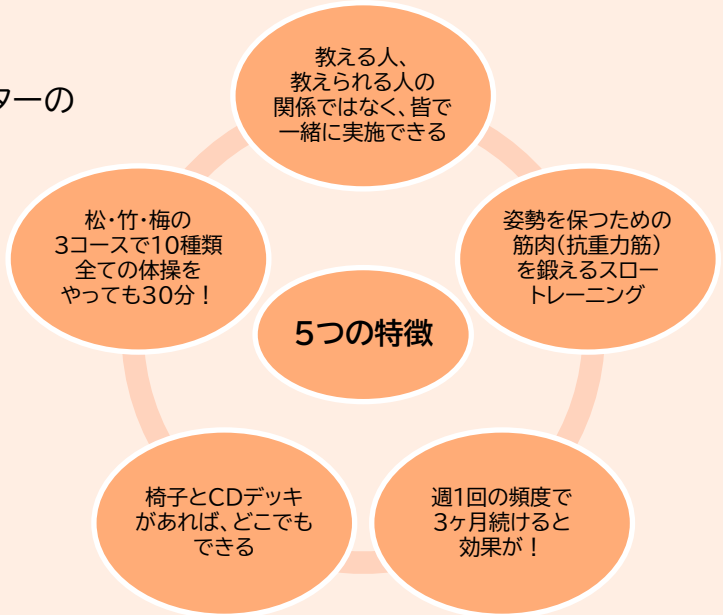 ターの
教える人、
教えられる人の
関係ではなく、皆で
一緒に実施できる
松・竹・梅の
3コースで10種類
全ての体操を
やっても30分！
姿勢を保つための
筋肉(抗重力筋)
を鍛えるスロー
トレーニング
5つの特徴
椅子とCDデッキ
があれば、どこでも
できる
週1回の頻度で
3ヶ月続けると
効果が！